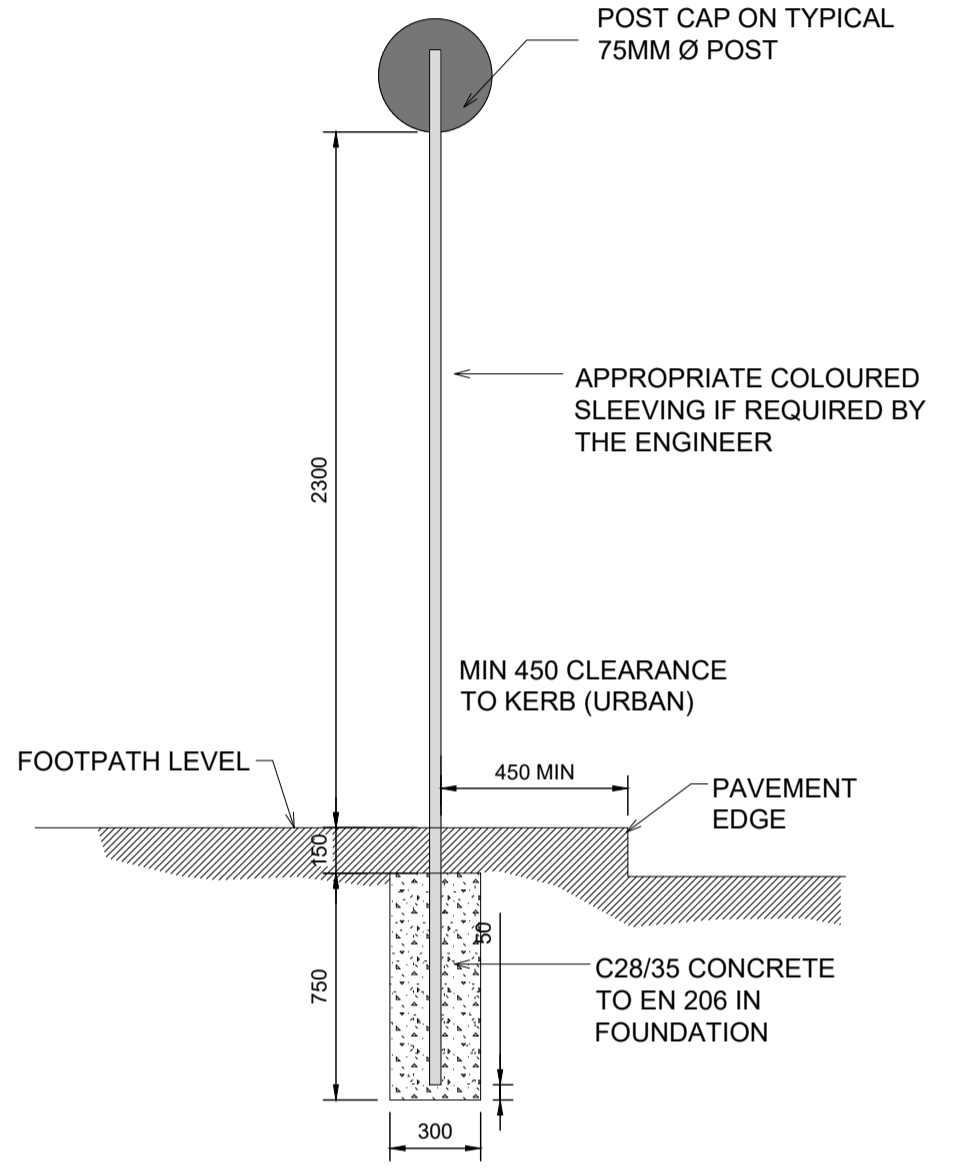 POST CAP ON TYPICAL
75MM Ø POST
APPROPRIATE COLOURED
SLEEVING IF REQUIRED BY
THE ENGINEER
2300
MIN 450 CLEARANCE
TO KERB (URBAN)
FOOTPATH LEVEL
450 MIN
PAVEMENT
EDGE
150
50
750
C28/35 CONCRETE
TO EN 206 IN
FOUNDATION
300